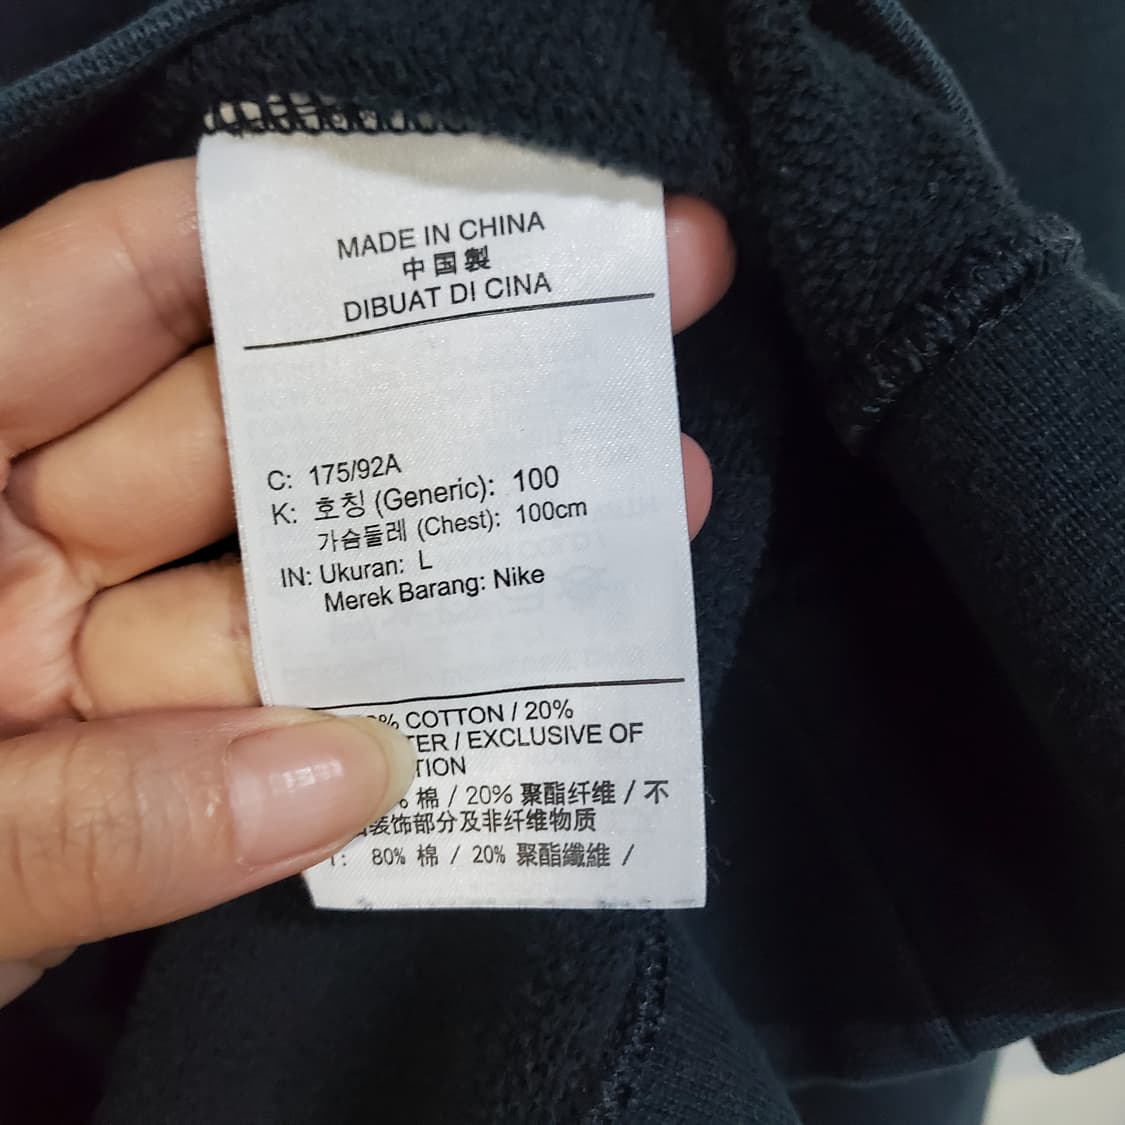 MADE IN CHINA
中国製
DIBUAT DI CINA
C: 175/92A
K: 호칭 (Generic): 100
가슴둘레 (Chest): 100cm
IN: Ukuran: L
Merek Barang: Nike
% COTTON / 20%
TER / EXCLUSIVE OF
TION
% 棉 / 20% 聚酯纤维 / 不
装饰部分及非纤维物质
: 80% 棉 / 20% 聚酯纖維 /